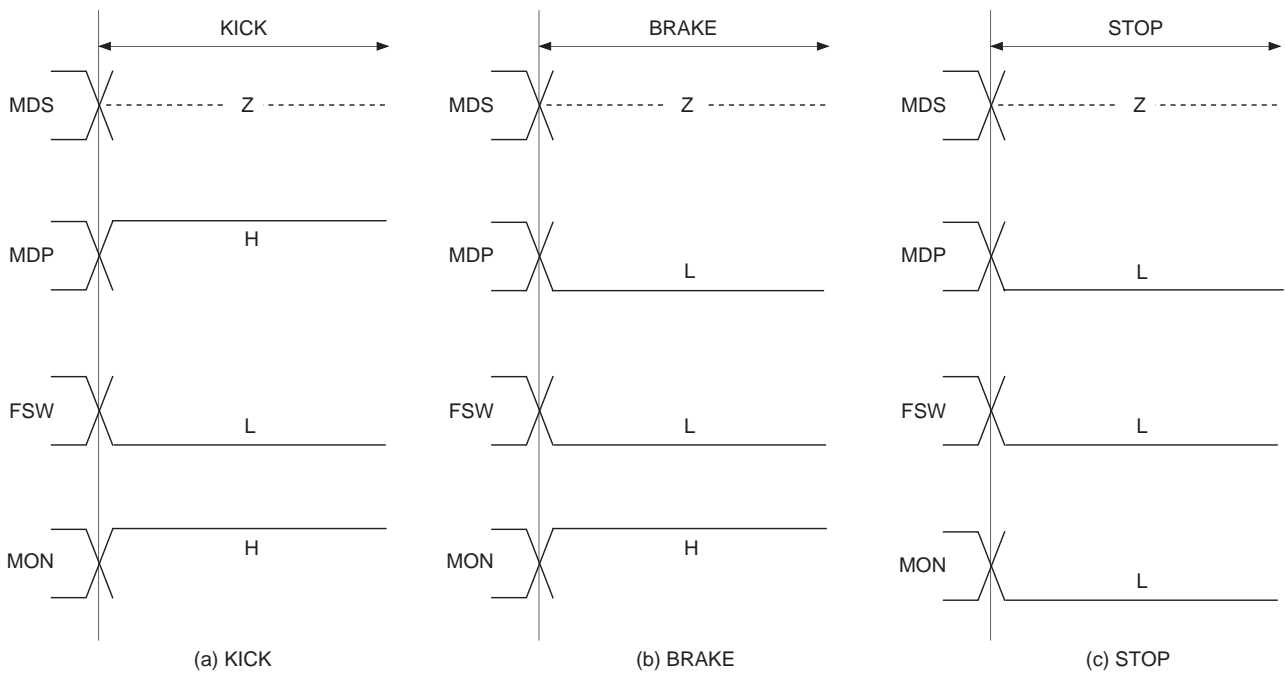 KICK
MDS
Z
MDP
H
FSW
L
MON
H
(a) KICK
BRAKE
MDS
Z
MDP
L
FSW
L
MON
H
(b) BRAKE
STOP
MDS
Z
MDP
L
FSW
L
MON
L
(c) STOP